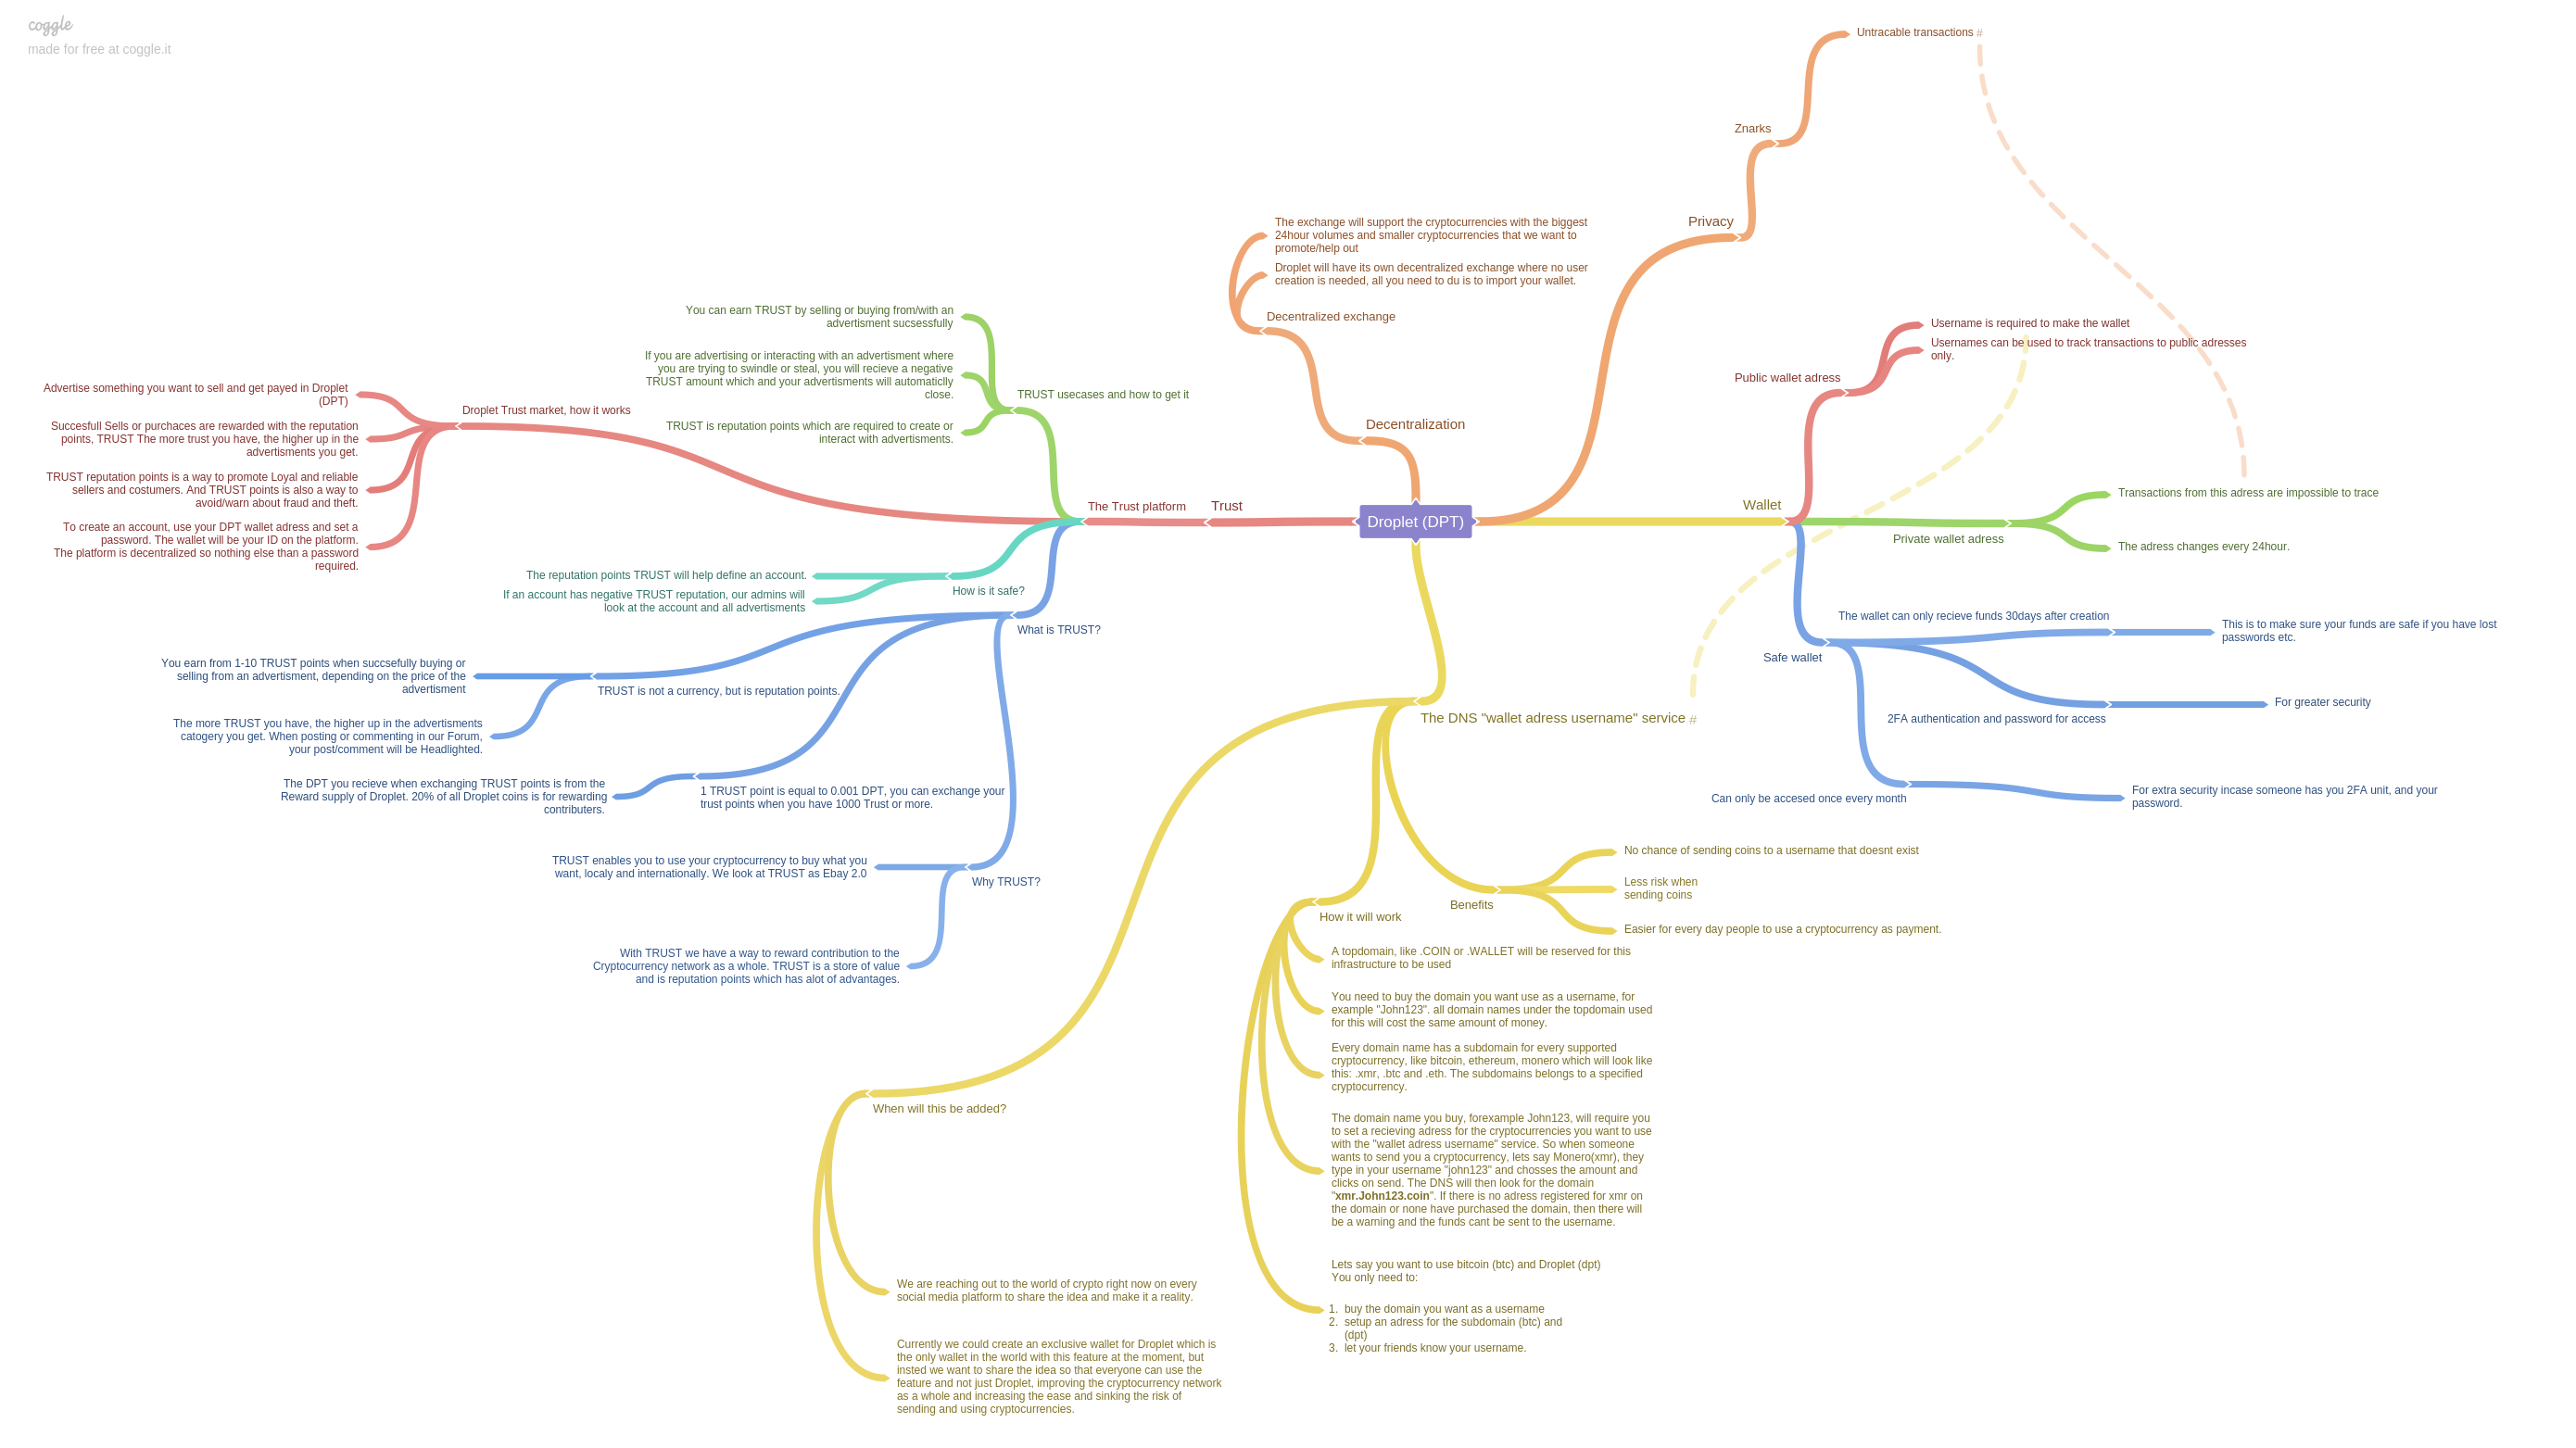 coggle
made for free at coggle.it
Untracable transactions #
Znarks
Privacy
The exchange will support the cryptocurrencies with the biggest
24hour volumes and smaller cryptocurrencies that we want to
promote/help out
Droplet will have its own decentralized exchange where no user
creation is needed, all you need to du is to import your wallet.
Decentralized exchange
Decentralization
You can earn TRUST by selling or buying from/with an
advertisment sucsessfully
If you are advertising or interacting with an advertisment where
you are trying to swindle or steal, you will recieve a negative
TRUST amount which and your advertisments will automaticlly
close.
TRUST is reputation points which are required to create or
interact with advertisments.
TRUST usecases and how to get it
Advertise something you want to sell and get payed in Droplet
(DPT)
Succesfull Sells or purchaces are rewarded with the reputation
points, TRUST The more trust you have, the higher up in the
advertisments you get.
TRUST reputation points is a way to promote Loyal and reliable
sellers and costumers. And TRUST points is also a way to
avoid/warn about fraud and theft.
To create an account, use your DPT wallet adress and set a
password. The wallet will be your ID on the platform.
The platform is decentralized so nothing else than a password
required.
Droplet Trust market, how it works
The Trust platform
Trust
Droplet (DPT)
Wallet
Username is required to make the wallet
Usernames can be used to track transactions to public adresses
only.
Public wallet adress
Transactions from this adress are impossible to trace
Private wallet adress
The adress changes every 24hour.
The reputation points TRUST will help define an account.
If an account has negative TRUST reputation, our admins will
look at the account and all advertisments
How is it safe?
What is TRUST?
The wallet can only recieve funds 30days after creation
This is to make sure your funds are safe if you have lost
passwords etc.
Safe wallet
2FA authentication and password for access
For greater security
Can only be accesed once every month
For extra security incase someone has you 2FA unit, and your
password.
You earn from 1-10 TRUST points when succsefully buying or
selling from an advertisment, depending on the price of the
advertisment
TRUST is not a currency, but is reputation points.
The more TRUST you have, the higher up in the advertisments
catogery you get. When posting or commenting in our Forum,
your post/comment will be Headlighted.
The DPT you recieve when exchanging TRUST points is from the
Reward supply of Droplet. 20% of all Droplet coins is for rewarding
contributers.
1 TRUST point is equal to 0.001 DPT, you can exchange your
trust points when you have 1000 Trust or more.
TRUST enables you to use your cryptocurrency to buy what you
want, localy and internationally. We look at TRUST as Ebay 2.0
Why TRUST?
With TRUST we have a way to reward contribution to the
Cryptocurrency network as a whole. TRUST is a store of value
and is reputation points which has alot of advantages.
The DNS "wallet adress username" service #
No chance of sending coins to a username that doesnt exist
Less risk when
sending coins
Benefits
Easier for every day people to use a cryptocurrency as payment.
How it will work
A topdomain, like .COIN or .WALLET will be reserved for this
infrastructure to be used
You need to buy the domain you want use as a username, for
example "John123". all domain names under the topdomain used
for this will cost the same amount of money.
Every domain name has a subdomain for every supported
cryptocurrency, like bitcoin, ethereum, monero which will look like
this: .xmr, .btc and .eth. The subdomains belongs to a specified
cryptocurrency.
The domain name you buy, forexample John123, will require you
to set a recieving adress for the cryptocurrencies you want to use
with the "wallet adress username" service. So when someone
wants to send you a cryptocurrency, lets say Monero(xmr), they
type in your username "john123" and chosses the amount and
clicks on send. The DNS will then look for the domain
"xmr.John123.coin". If there is no adress registered for xmr on
the domain or none have purchased the domain, then there will
be a warning and the funds cant be sent to the username.
Lets say you want to use bitcoin (btc) and Droplet (dpt)
You only need to:
1. buy the domain you want as a username
2. setup an adress for the subdomain (btc) and
(dpt)
3. let your friends know your username.
When will this be added?
We are reaching out to the world of crypto right now on every
social media platform to share the idea and make it a reality.
Currently we could create an exclusive wallet for Droplet which is
the only wallet in the world with this feature at the moment, but
insted we want to share the idea so that everyone can use the
feature and not just Droplet, improving the cryptocurrency network
as a whole and increasing the ease and sinking the risk of
sending and using cryptocurrencies.